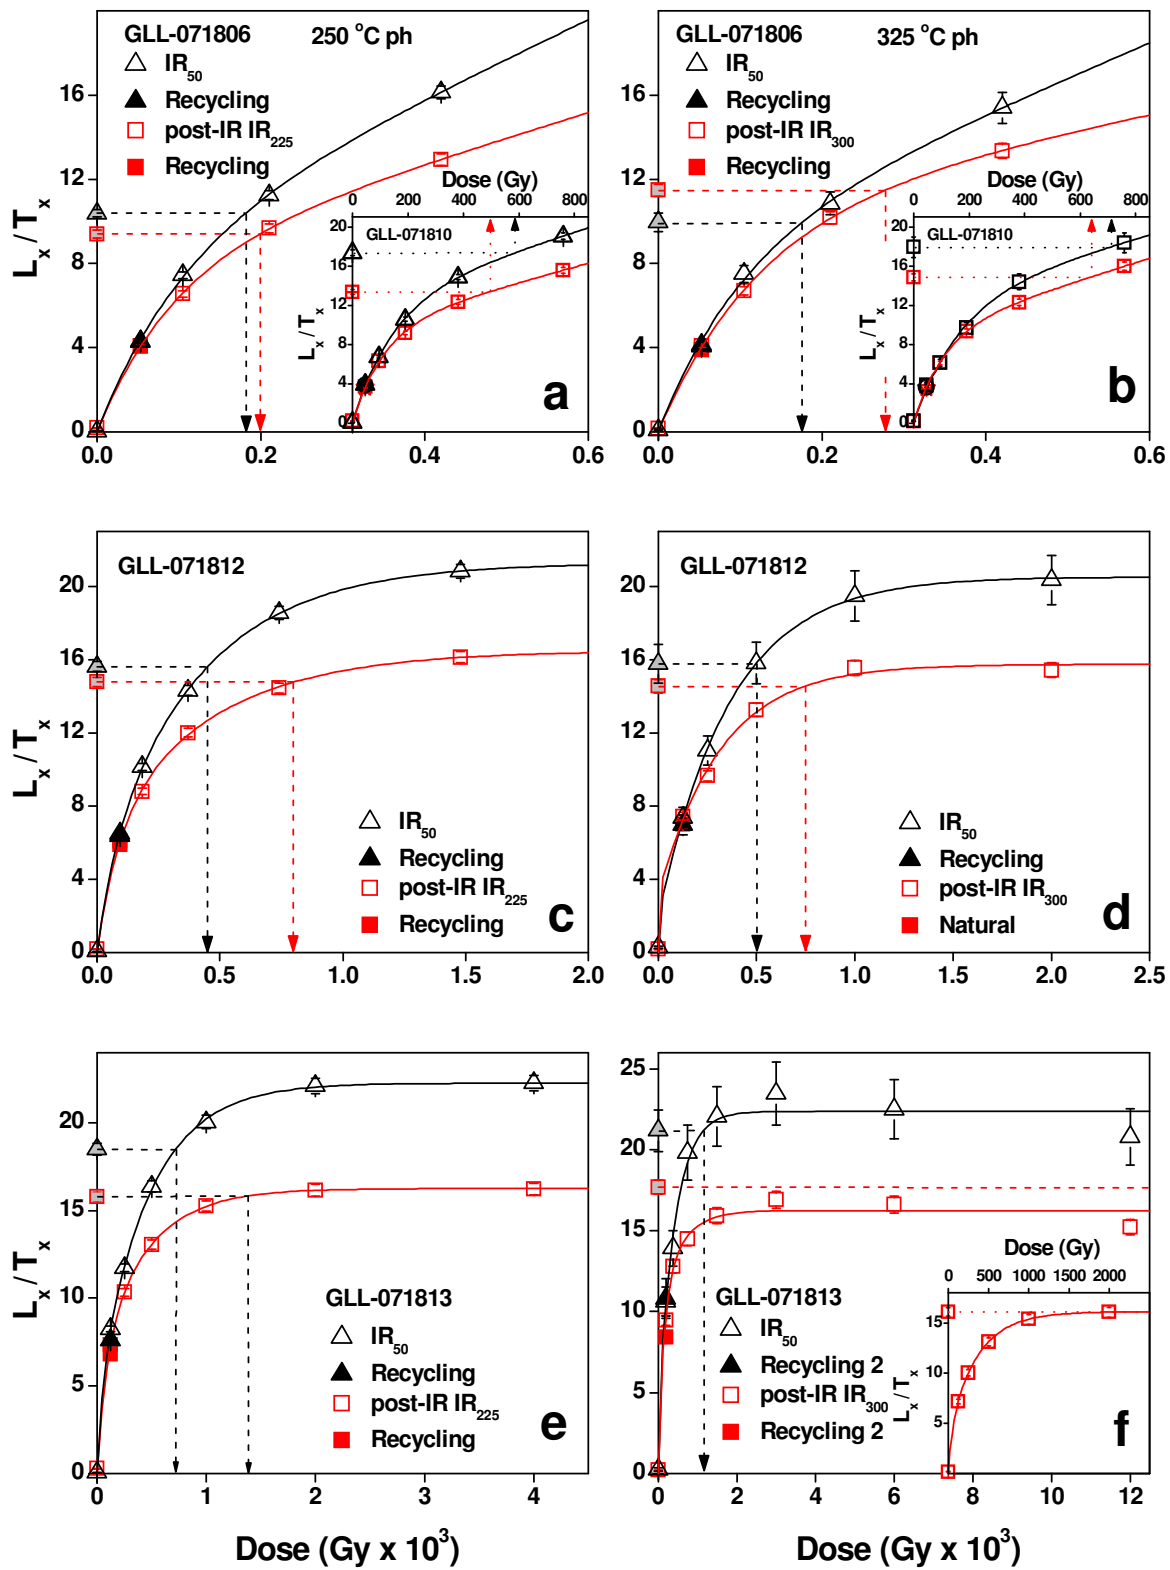 GLL-071806 250 °C ph
IR50
Recycling
post-IR IR225
Recycling
Lx/Tx
16
12
8
4
0
0.0 0.2 0.4 0.6
Dose (Gy)
0 200 400 600 800
GLL-071810
Lx/Tx
20
16
12
8
4
0
a
GLL-071806 325 °C ph
IR50
Recycling
post-IR IR300
Recycling
16
12
8
4
0
0.0 0.2 0.4 0.6
Dose (Gy)
0 200 400 600 800
GLL-071810
Lx/Tx
20
16
12
8
4
0
b
GLL-071812
Lx/Tx
20
16
12
8
4
0
IR50
Recycling
post-IR IR225
Recycling
c
0.0 0.5 1.0 1.5 2.0
GLL-071812
20
16
12
8
4
0
IR50
Recycling
post-IR IR300
Natural
d
0.0 0.5 1.0 1.5 2.0 2.5
Lx/Tx
20
15
10
5
0
GLL-071813
IR50
Recycling
post-IR IR225
Recycling
e
0 1 2 3 4
Dose (Gy x 10³)
25
20
15
10
5
0
GLL-071813
IR50
Recycling 2
post-IR IR300
Recycling 2
Dose (Gy)
0 500 1000 1500 2000
Lx/Tx
15
10
5
f
0 2 4 6 8 10 12
Dose (Gy x 10³)